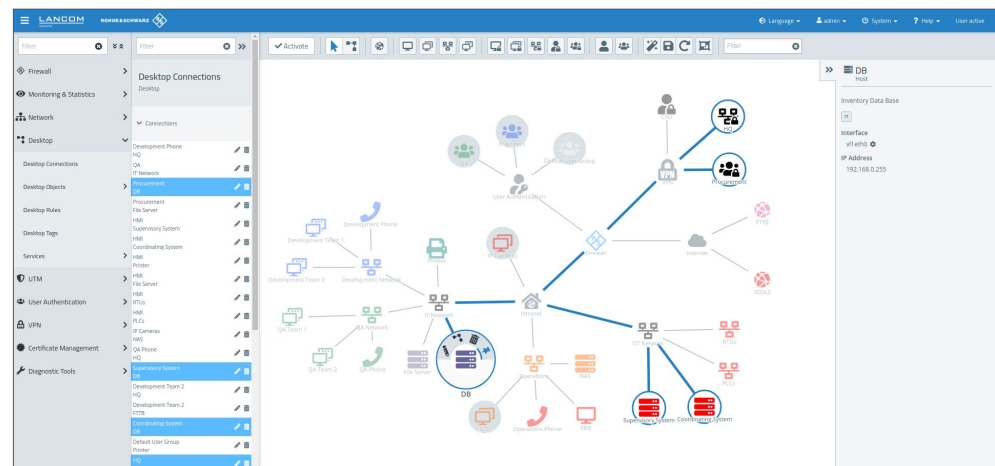 LANCOM
ROHDE&SCHWARZ
Language
admin
System
? Help
User active
Filter
Filter
Activate
Filter
Firewall
Monitoring & Statistics
Network
Desktop
Desktop Connections
Desktop Objects
Desktop Rules
Desktop Tags
Services
UTM
User Authentication
VPN
Certificate Management
Diagnostic Tools
Desktop Connections
Desktop
Connections
Development Phone
HQ
QA
IT Network
Procurement
DB
Procurement
File Server
HMI
Supervisory System
HMI
Coordinating System
HMI
Printer
HMI
File Server
HMI
RTUs
HMI
PLCs
IP Cameras
NAS
QA Phone
HQ
Supervisory System
DB
Development Team 2
HQ
Development Team 2
FTTB
Coordinating System
DB
Default User Group
Printer
HQ
HQ
VPN
VPN
Procurement
Engineers
QA
Default User Group
User Authentication
FTTB
Development Phone
Development Team 1
Printer
IP Cameras
Firewall
Internet
Development Team 2
Development Network
VDSL2
IT Network
Intranet
QA Team 1
QA Network
OT Network
RTUs
QA Team 2
QA Phone
File Server
Operations
NAS
PLCs
DB
Operations Phone
HMI
Supervisory System
Coordinating System
DB
Host
Inventory Data Base
IT
Interface
vl1eth0
IP Address
192.168.0.255